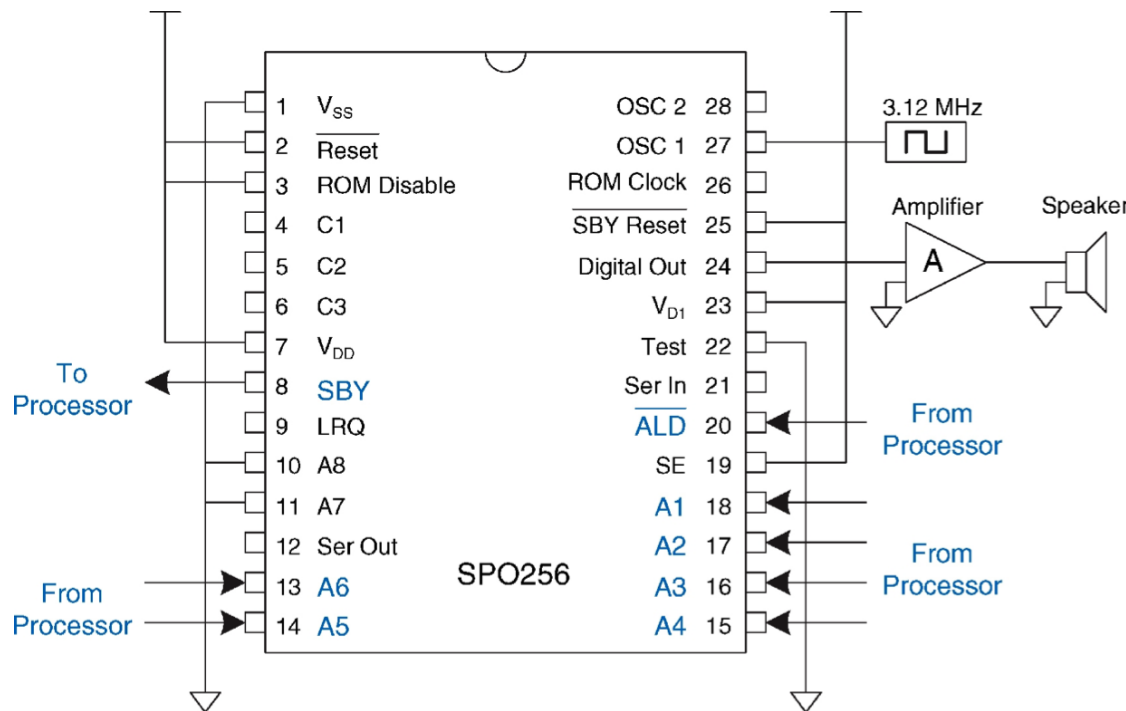 1 V_SS
2 Reset
3 ROM Disable
4 C1
5 C2
6 C3
7 V_DD
8 SBY
9 LRQ
10 A8
11 A7
12 Ser Out
13 A6
14 A5
To
Processor
From
Processor
SPO256
OSC 2 28
OSC 1 27
ROM Clock 26
SBY Reset 25
Digital Out 24
V_D1 23
Test 22
Ser In 21
ALD 20
SE 19
A1 18
A2 17
A3 16
A4 15
3.12 MHz
Amplifier
Speaker
A
From
Processor
From
Processor